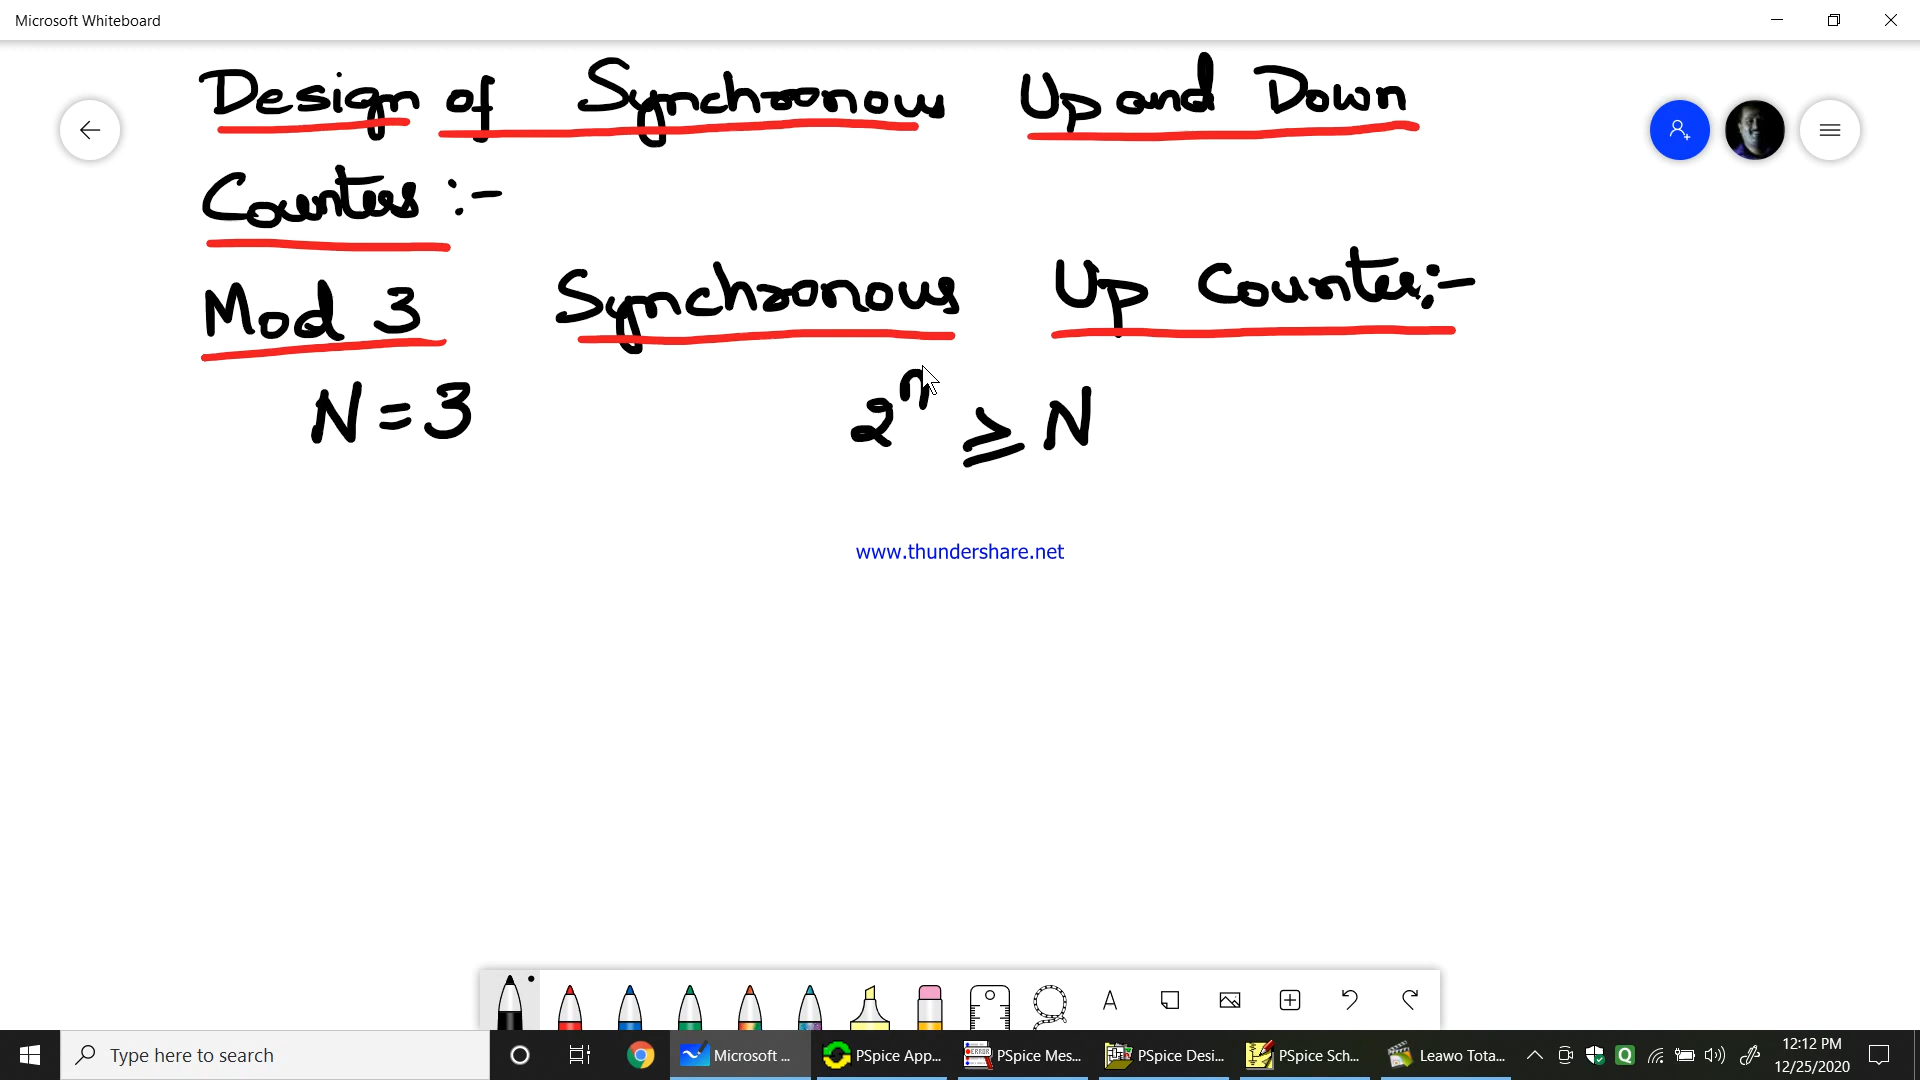 Microsoft Whiteboard
Design of Synchronous Up and Down
Counters :-
Mod 3 Synchronous Up Counter:-
N = 3 2^n ≥ N
www.thundershare.net
A
Type here to search
Microsoft ...
PSpice App...
PSpice Mes...
PSpice Desi...
PSpice Sch...
Leawo Tota...
12:12 PM
12/25/2020